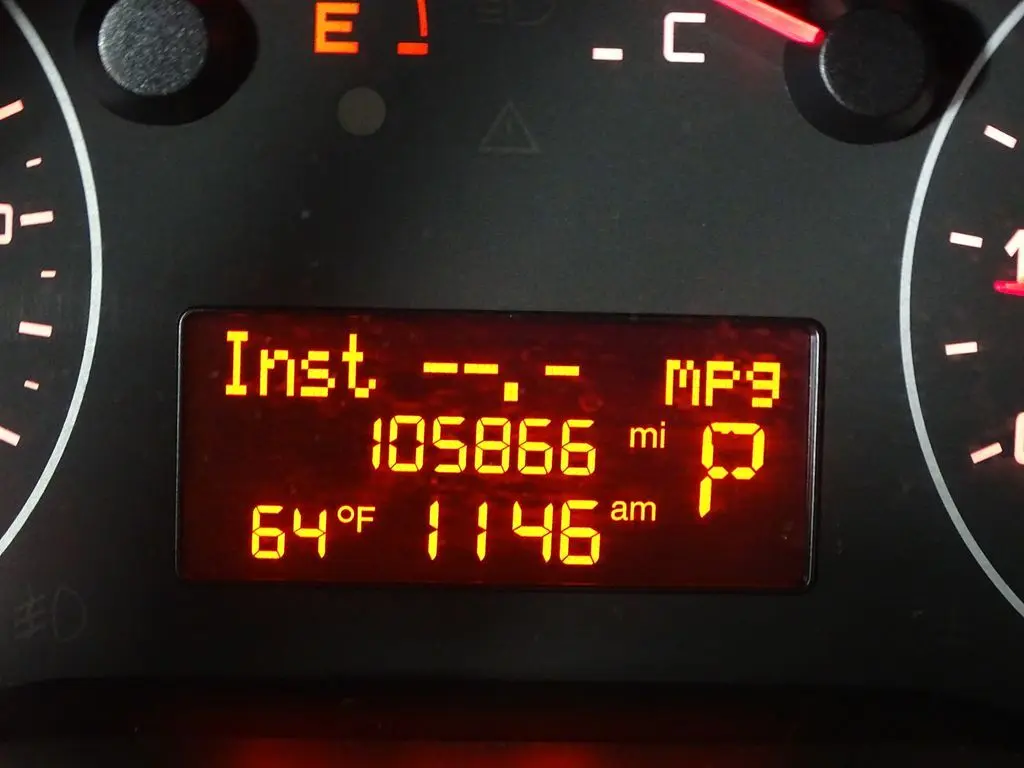 E C
Inst --.- mpg
105866 mi P
64°F 1146 am